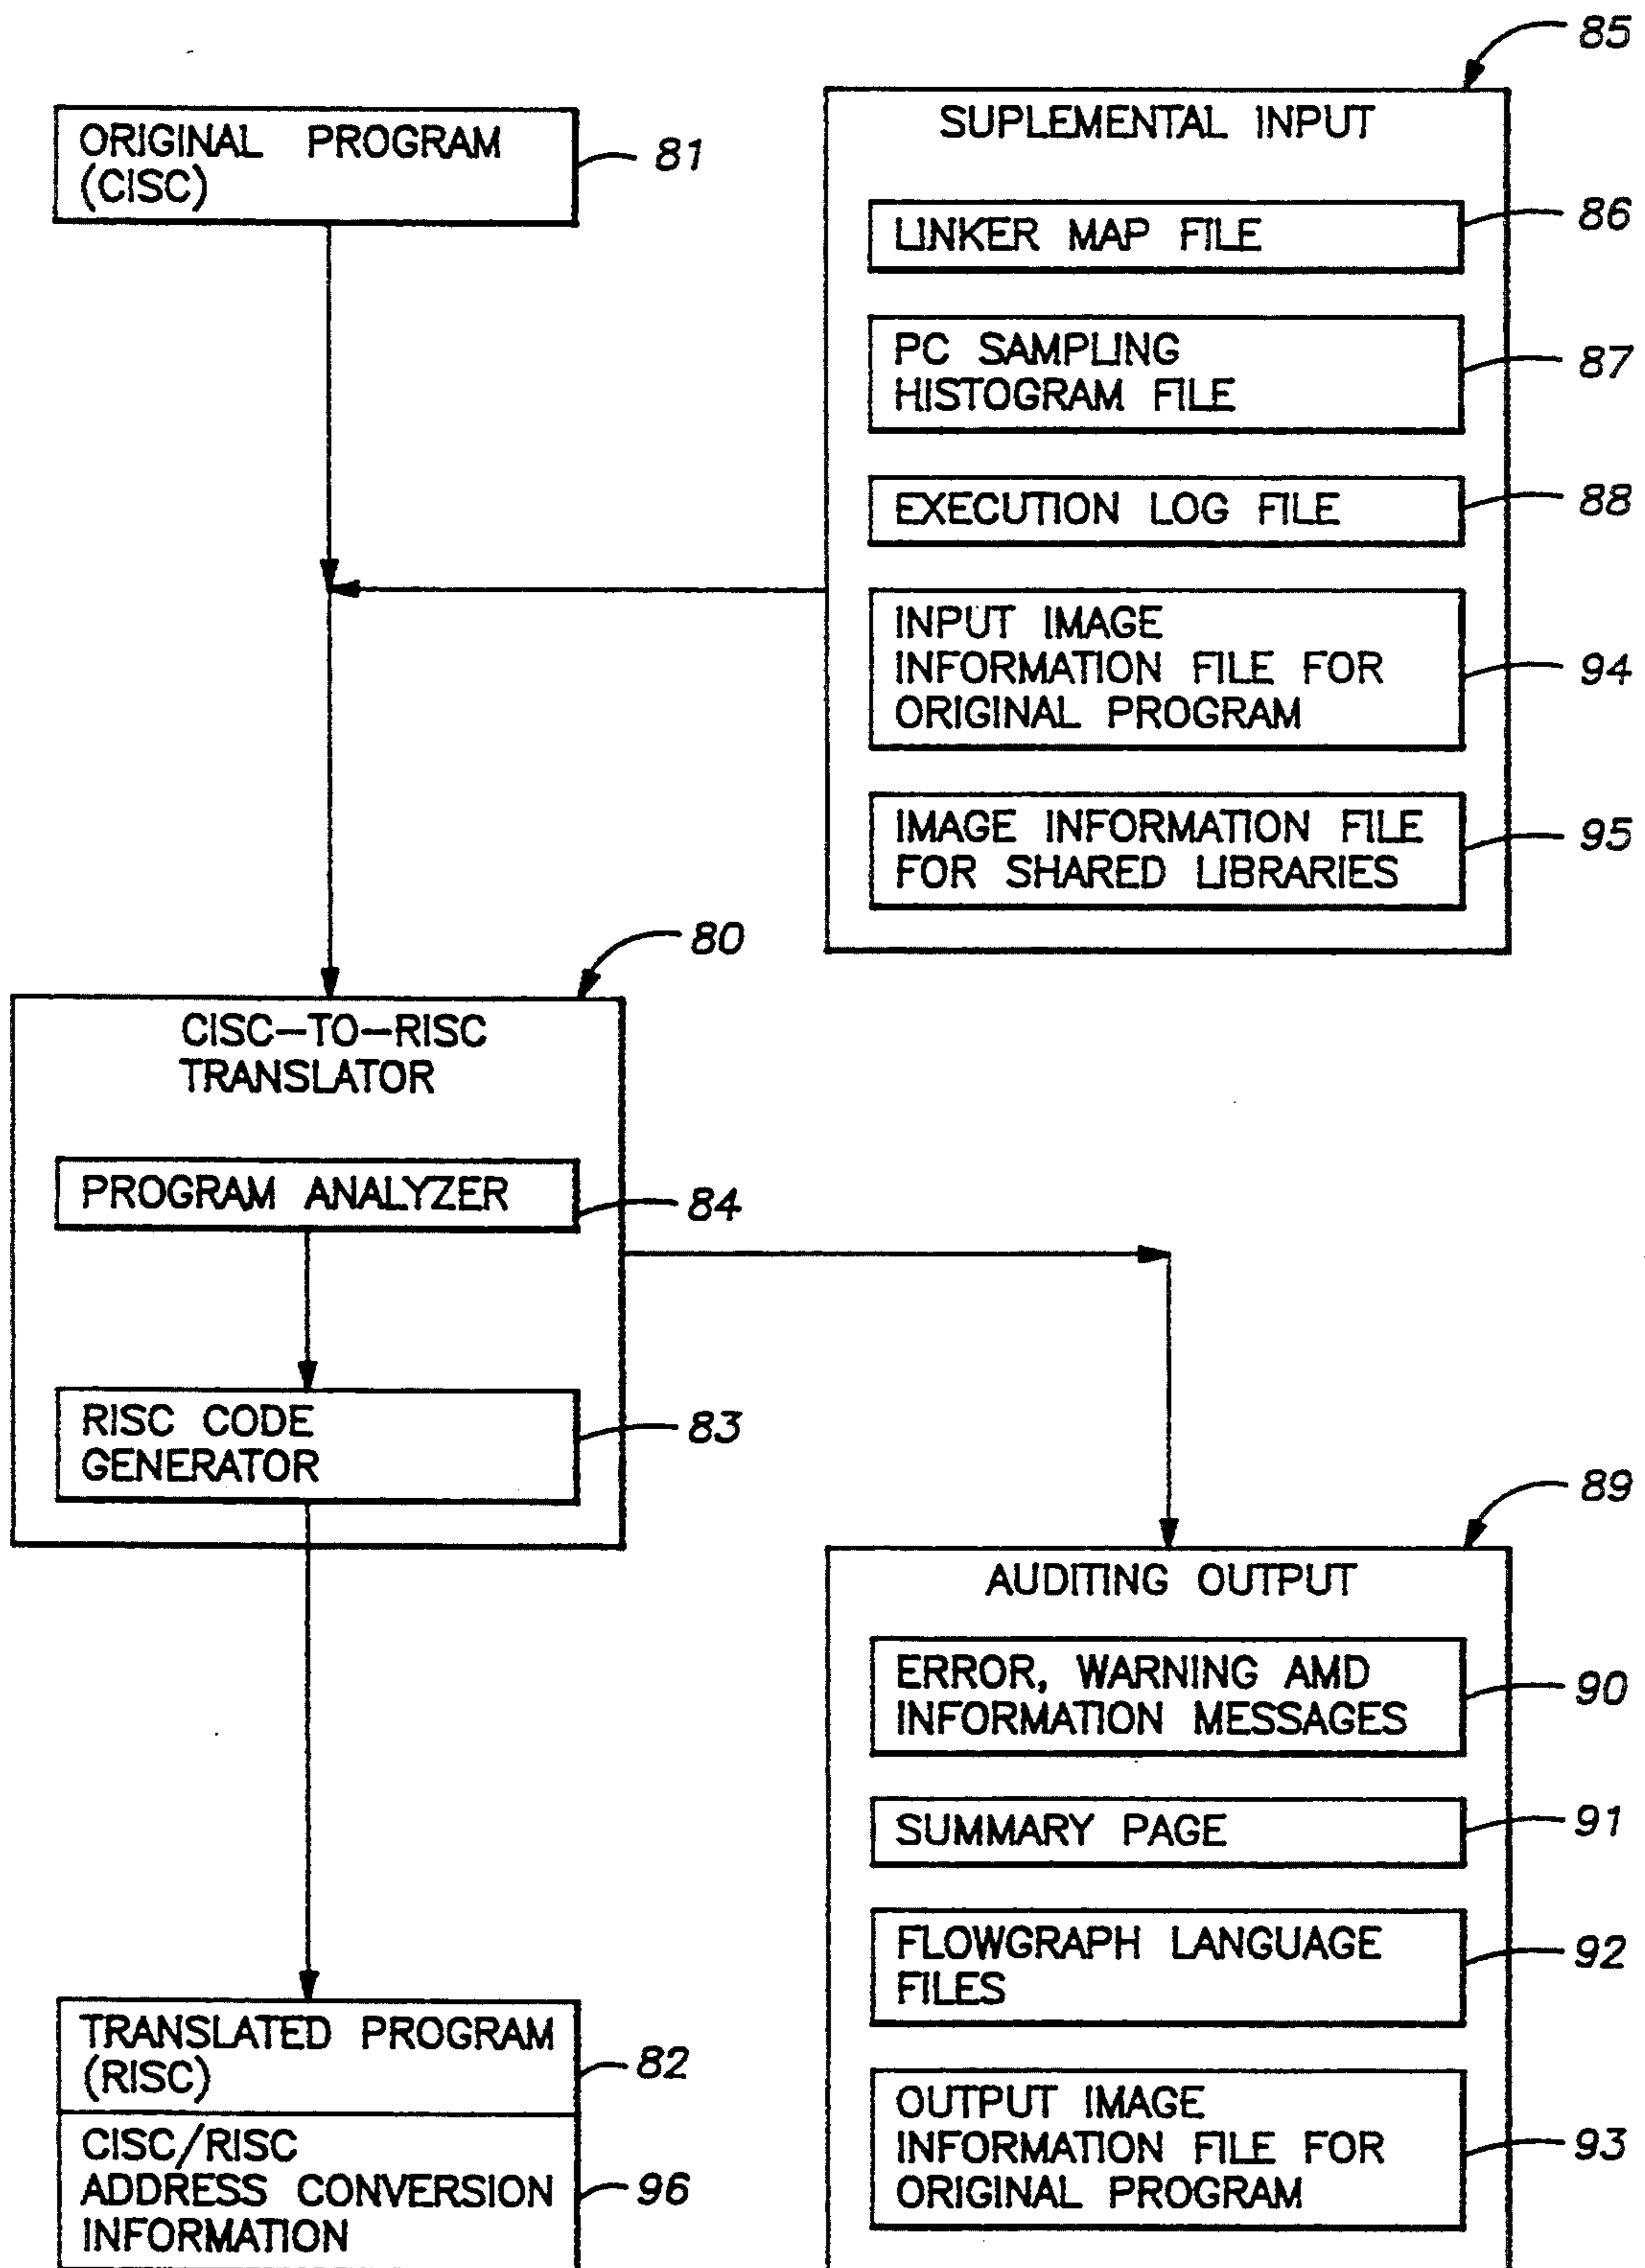 85
ORIGINAL PROGRAM
(CISC)
81
SUPLEMENTAL INPUT
LINKER MAP FILE
86
PC SAMPLING
HISTOGRAM FILE
87
EXECUTION LOG FILE
88
INPUT IMAGE
INFORMATION FILE FOR
ORIGINAL PROGRAM
94
IMAGE INFORMATION FILE
FOR SHARED LIBRARIES
95
80
CISC-TO-RISC
TRANSLATOR
PROGRAM ANALYZER
84
RISC CODE
GENERATOR
83
89
AUDITING OUTPUT
ERROR, WARNING AMD
INFORMATION MESSAGES
90
SUMMARY PAGE
91
FLOWGRAPH LANGUAGE
FILES
92
OUTPUT IMAGE
INFORMATION FILE FOR
ORIGINAL PROGRAM
93
TRANSLATED PROGRAM
(RISC)
82
CISC/RISC
ADDRESS CONVERSION
INFORMATION
96